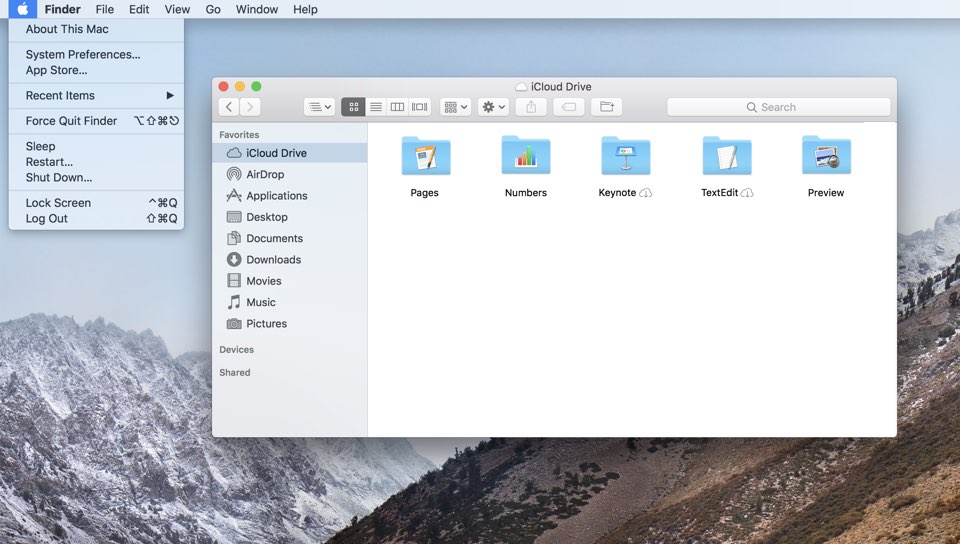 Finder File Edit View Go Window Help
About This Mac
System Preferences...
App Store...
Recent Items ▶
Force Quit Finder ⌥⇧⌘⎋
Sleep
Restart...
Shut Down...
Lock Screen ^⌘Q
Log Out ⇧⌘Q
iCloud Drive
Search
Favorites
iCloud Drive
AirDrop
Applications
Desktop
Documents
Downloads
Movies
Music
Pictures
Devices
Shared
Pages Numbers Keynote TextEdit Preview